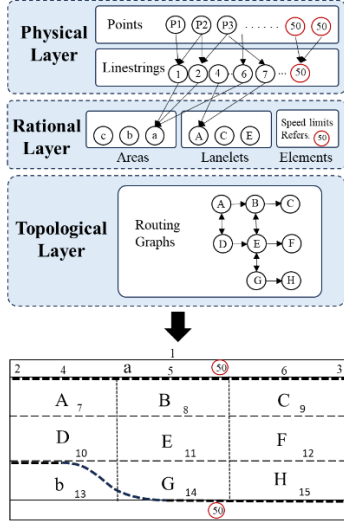 Physical Layer
Points P1 P2 P3 ...... 50 50
Linestrings 1 2 4 .. 6 7 ... 50
Rational Layer
c b a
A C E
Speed limits
Refers. 50
Areas Lanelets Elements
Topological Layer
Routing Graphs
A B C
D E F
G H
1
2 4 a 5 50 6 3
A 7 B 8 C 9
D 10 E 11 F 12
b 13 G 14 H 15
50